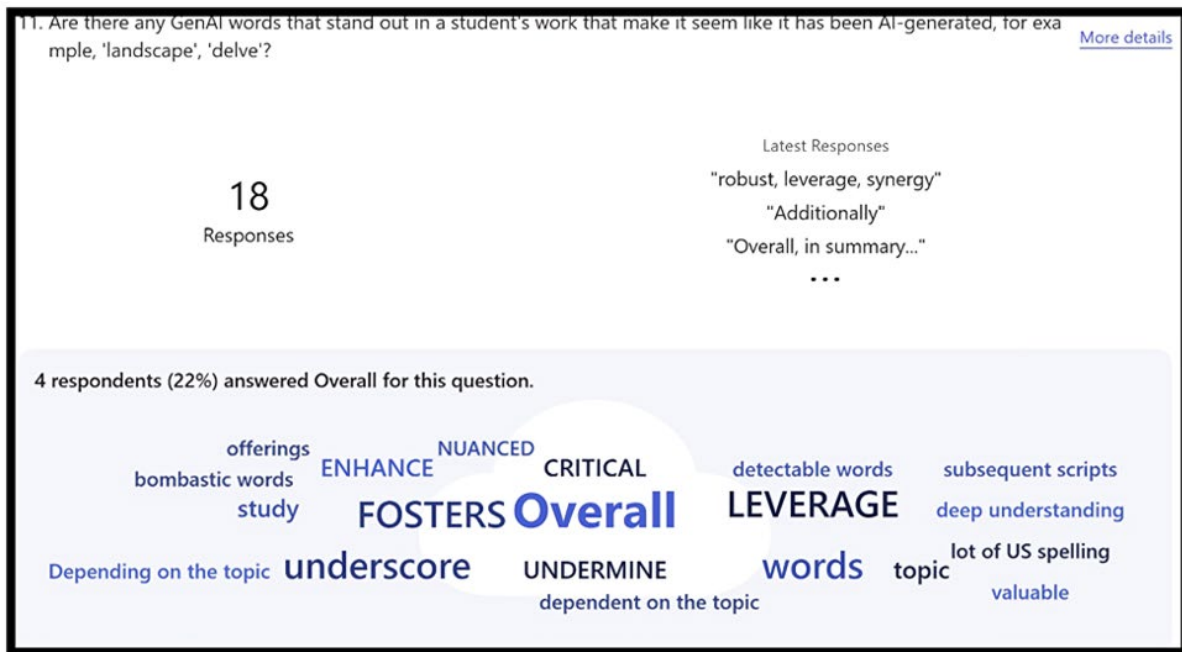 11. Are there any GenAI words that stand out in a student's work that make it seem like it has been AI-generated, for exa
mple, 'landscape', 'delve'?
More details
18
Responses
Latest Responses
"robust, leverage, synergy"
"Additionally"
"Overall, in summary..."
...
4 respondents (22%) answered Overall for this question.
offerings
NUANCED
bombastic words
ENHANCE
CRITICAL
detectable words
subsequent scripts
study
FOSTERS
Overall
LEVERAGE
deep understanding
Depending on the topic
underscore
UNDERMINE
words
topic
lot of US spelling
dependent on the topic
valuable